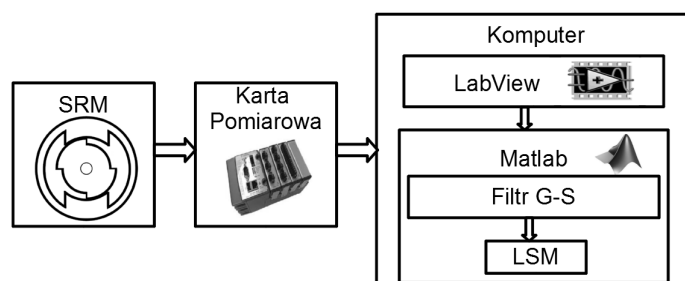 SRM
Karta
Pomiarowa
Komputer
LabView
Matlab
Filtr G-S
LSM